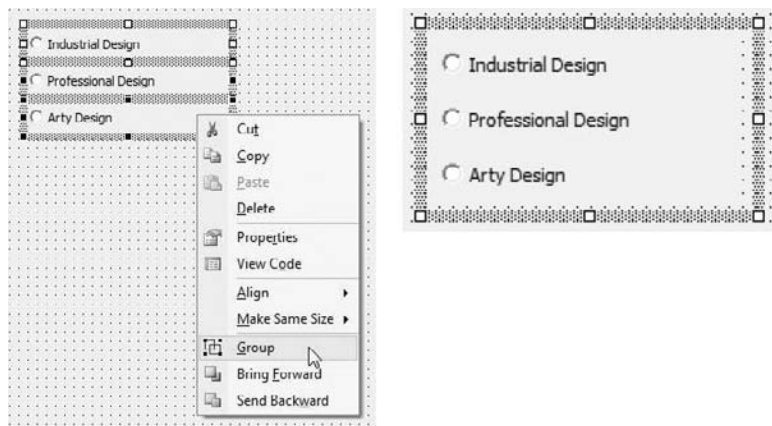 Industrial Design
Professional Design
Arty Design
Cut
Copy
Paste
Delete
Properties
View Code
Align
Make Same Size
Group
Bring Forward
Send Backward
Industrial Design
Professional Design
Arty Design